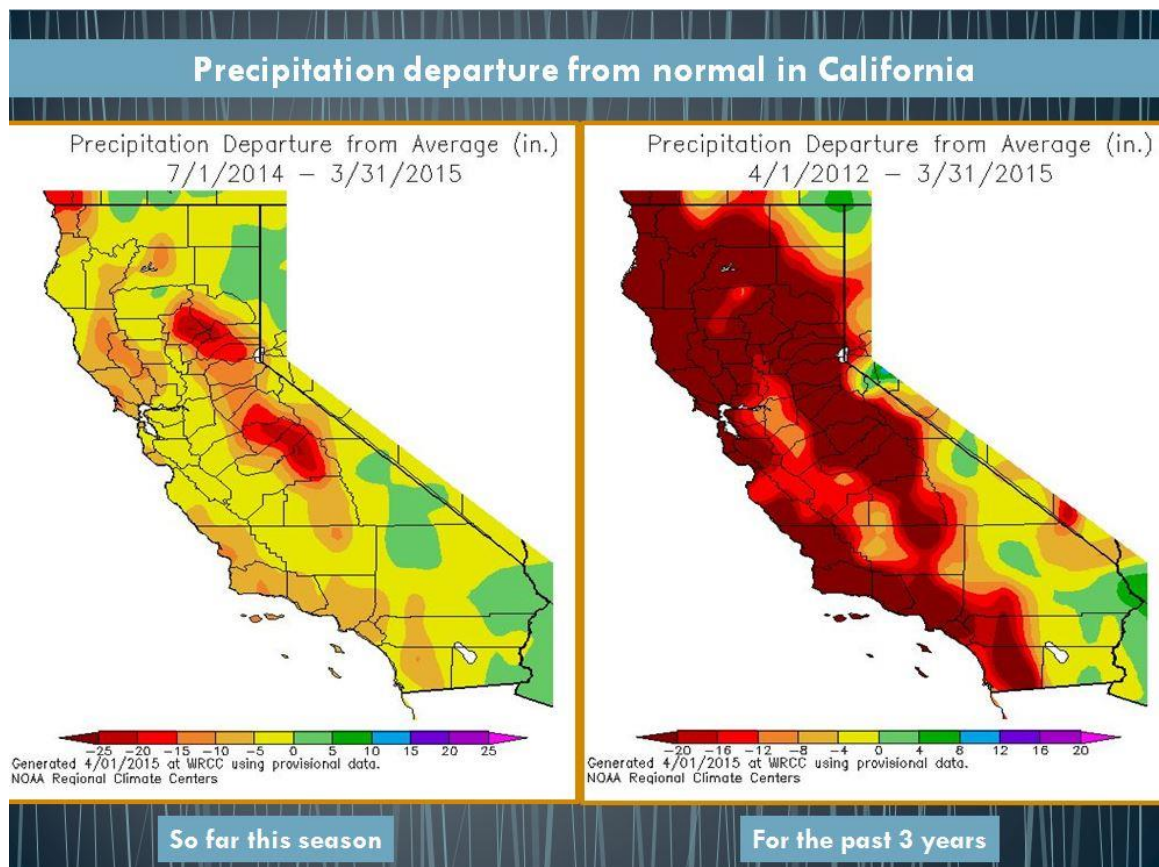 Precipitation departure from normal in California
Precipitation Departure from Average (in.)
7/1/2014 – 3/31/2015
-25 -20 -15 -10 -5 0 5 10 15 20 25
Generated 4/01/2015 at WRCC using provisional data.
NOAA Regional Climate Centers
Precipitation Departure from Average (in.)
4/1/2012 – 3/31/2015
-20 -16 -12 -8 -4 0 4 8 12 16 20
Generated 4/01/2015 at WRCC using provisional data.
NOAA Regional Climate Centers
So far this season
For the past 3 years